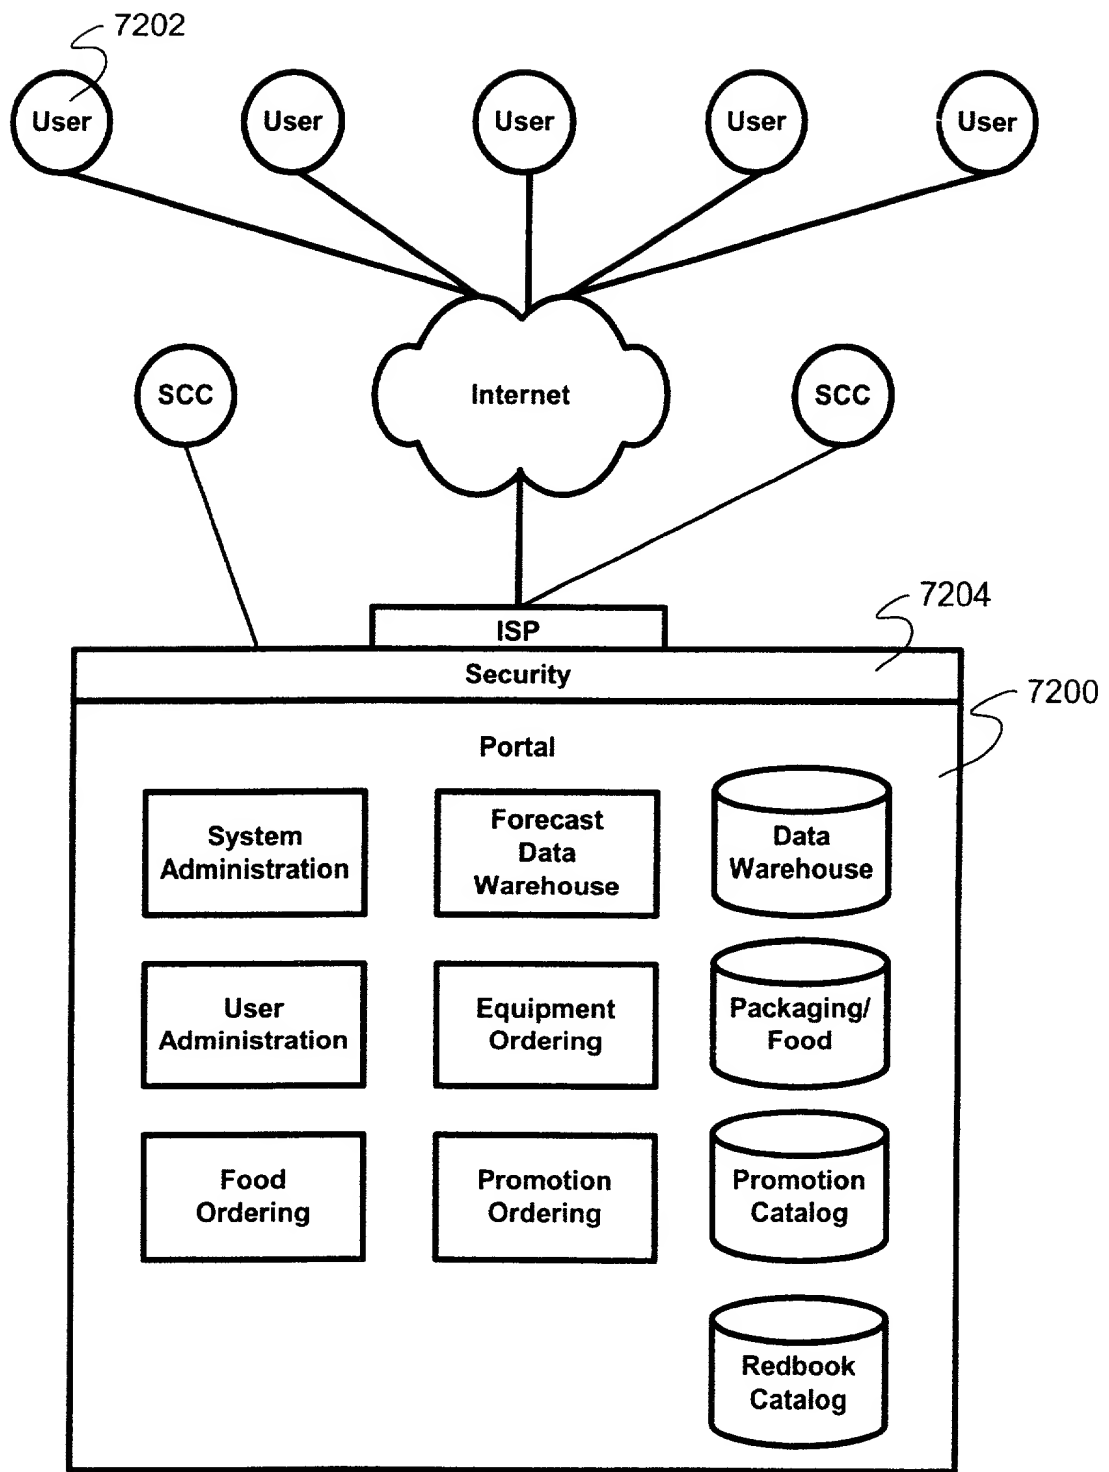 7202
User
User
User
User
User
SCC
Internet
SCC
ISP
7204
Security
7200
Portal
System
Administration
Forecast
Data
Warehouse
Data
Warehouse
User
Administration
Equipment
Ordering
Packaging/
Food
Food
Ordering
Promotion
Ordering
Promotion
Catalog
Redbook
Catalog